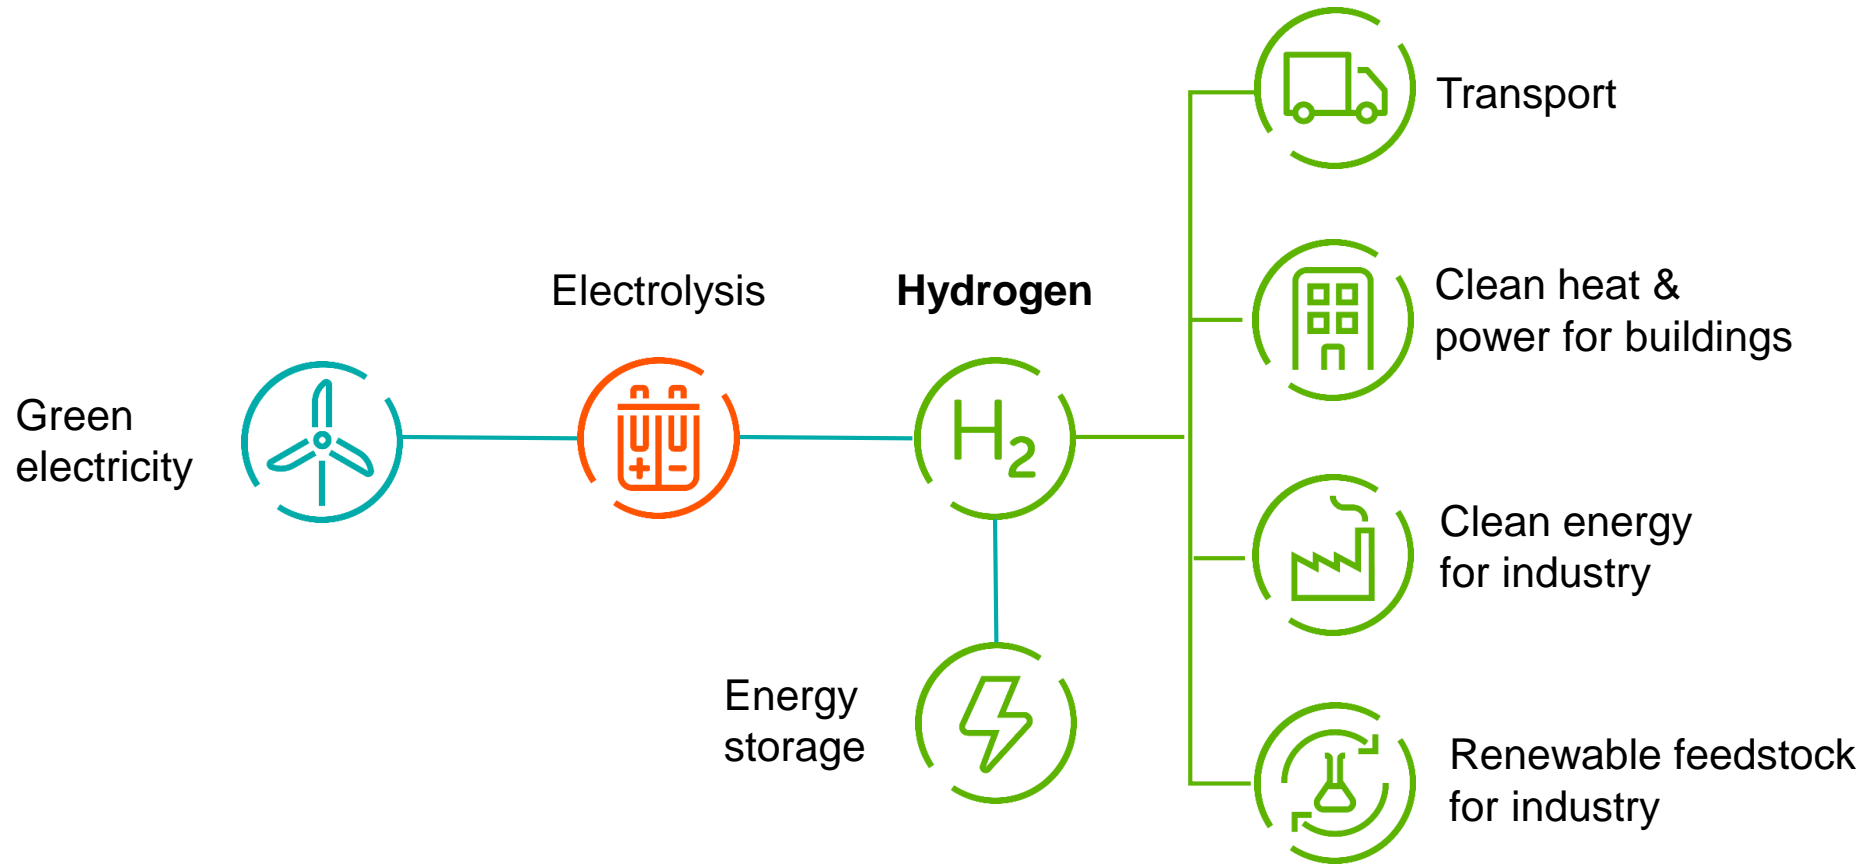 Transport
Clean heat &
power for buildings
Electrolysis
Hydrogen
Green
electricity
H2
Clean energy
for industry
Energy
storage
Renewable feedstock
for industry